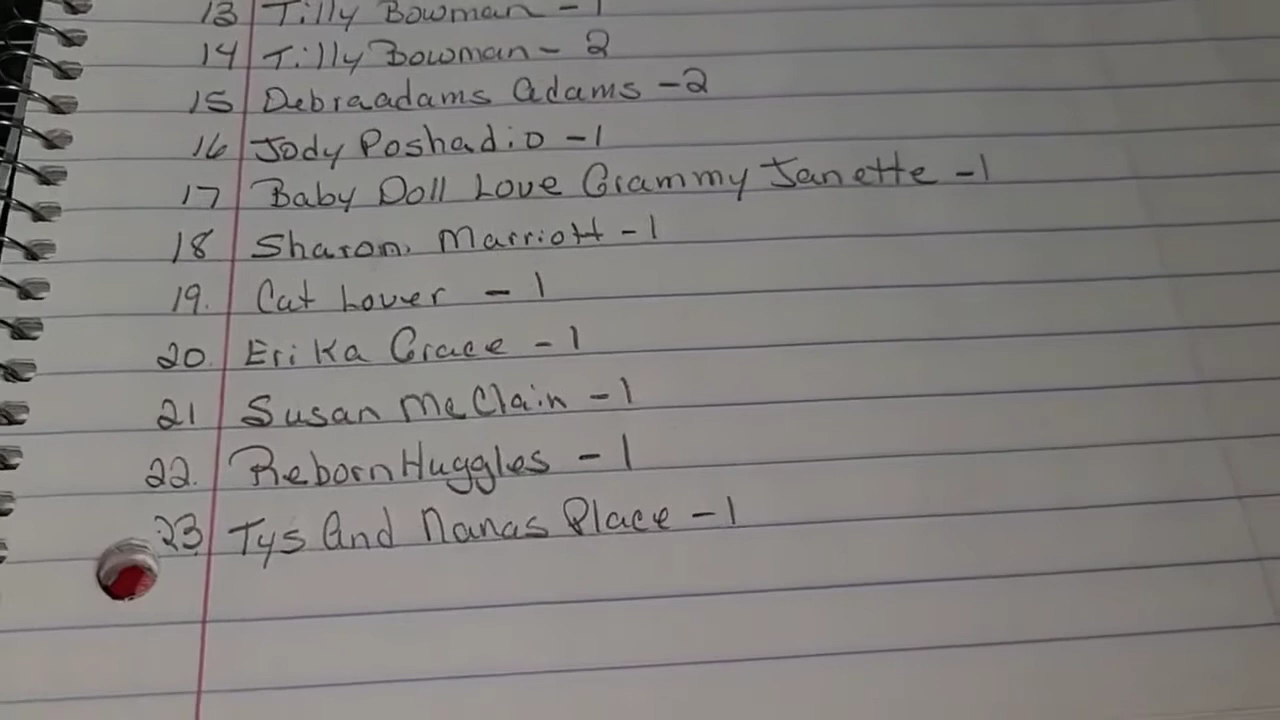 13 Tilly Bowman - 1
14 Tilly Bowman - 2
15 Debraadams Adams - 2
16 Jody Poshadio - 1
17 Baby Doll Love Grammy Janette - 1
18 Sharon. Marriott - 1
19. Cat Lover - 1
20. Erika Grace - 1
21 Susan McClain - 1
22. RebornHuggles - 1
23 Tys And Nanas Place - 1